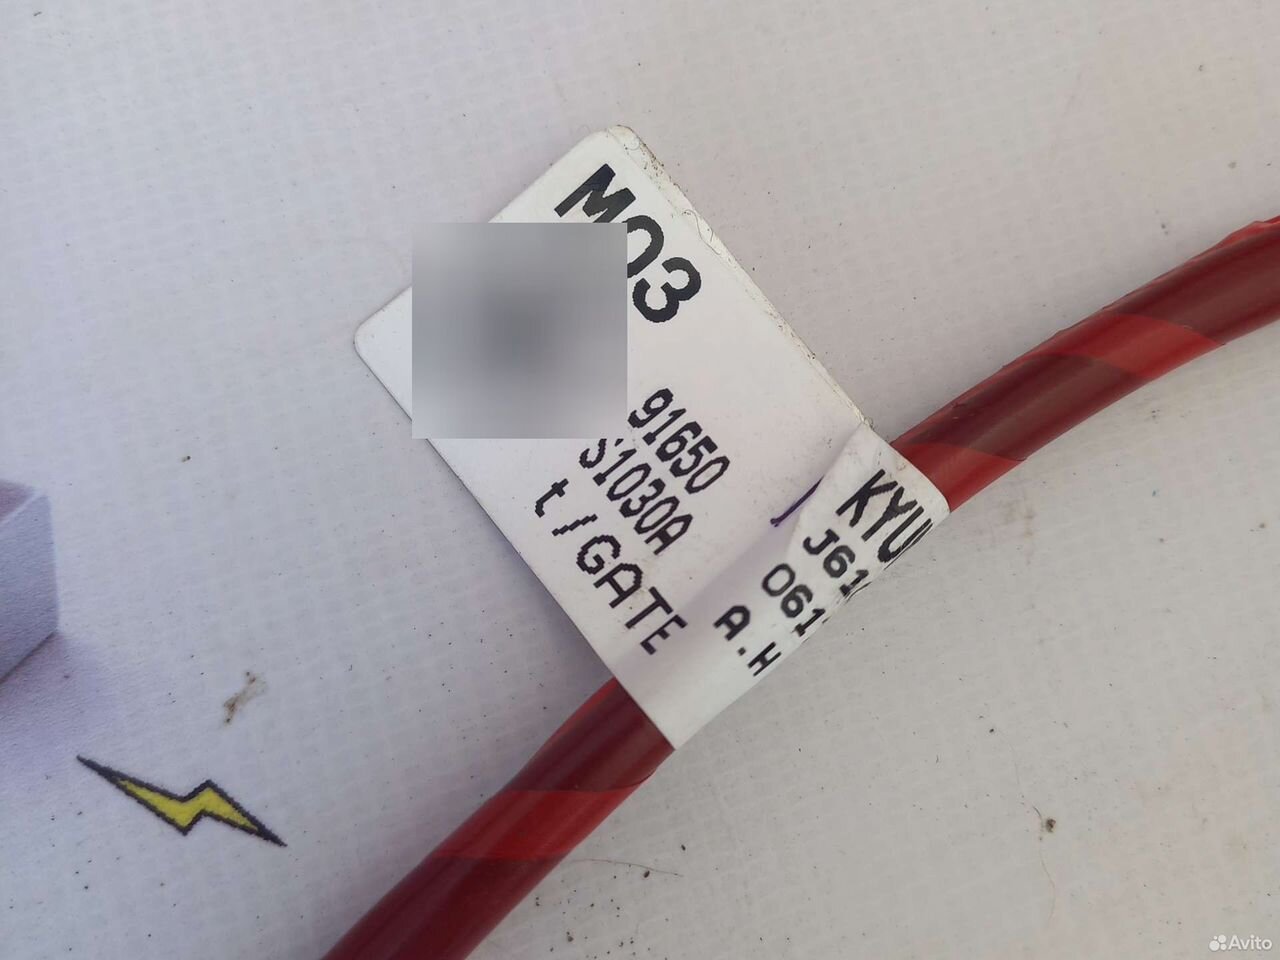 M03
91650
S1030A
t/GATE
KYU
J61
061
A.H
Avito